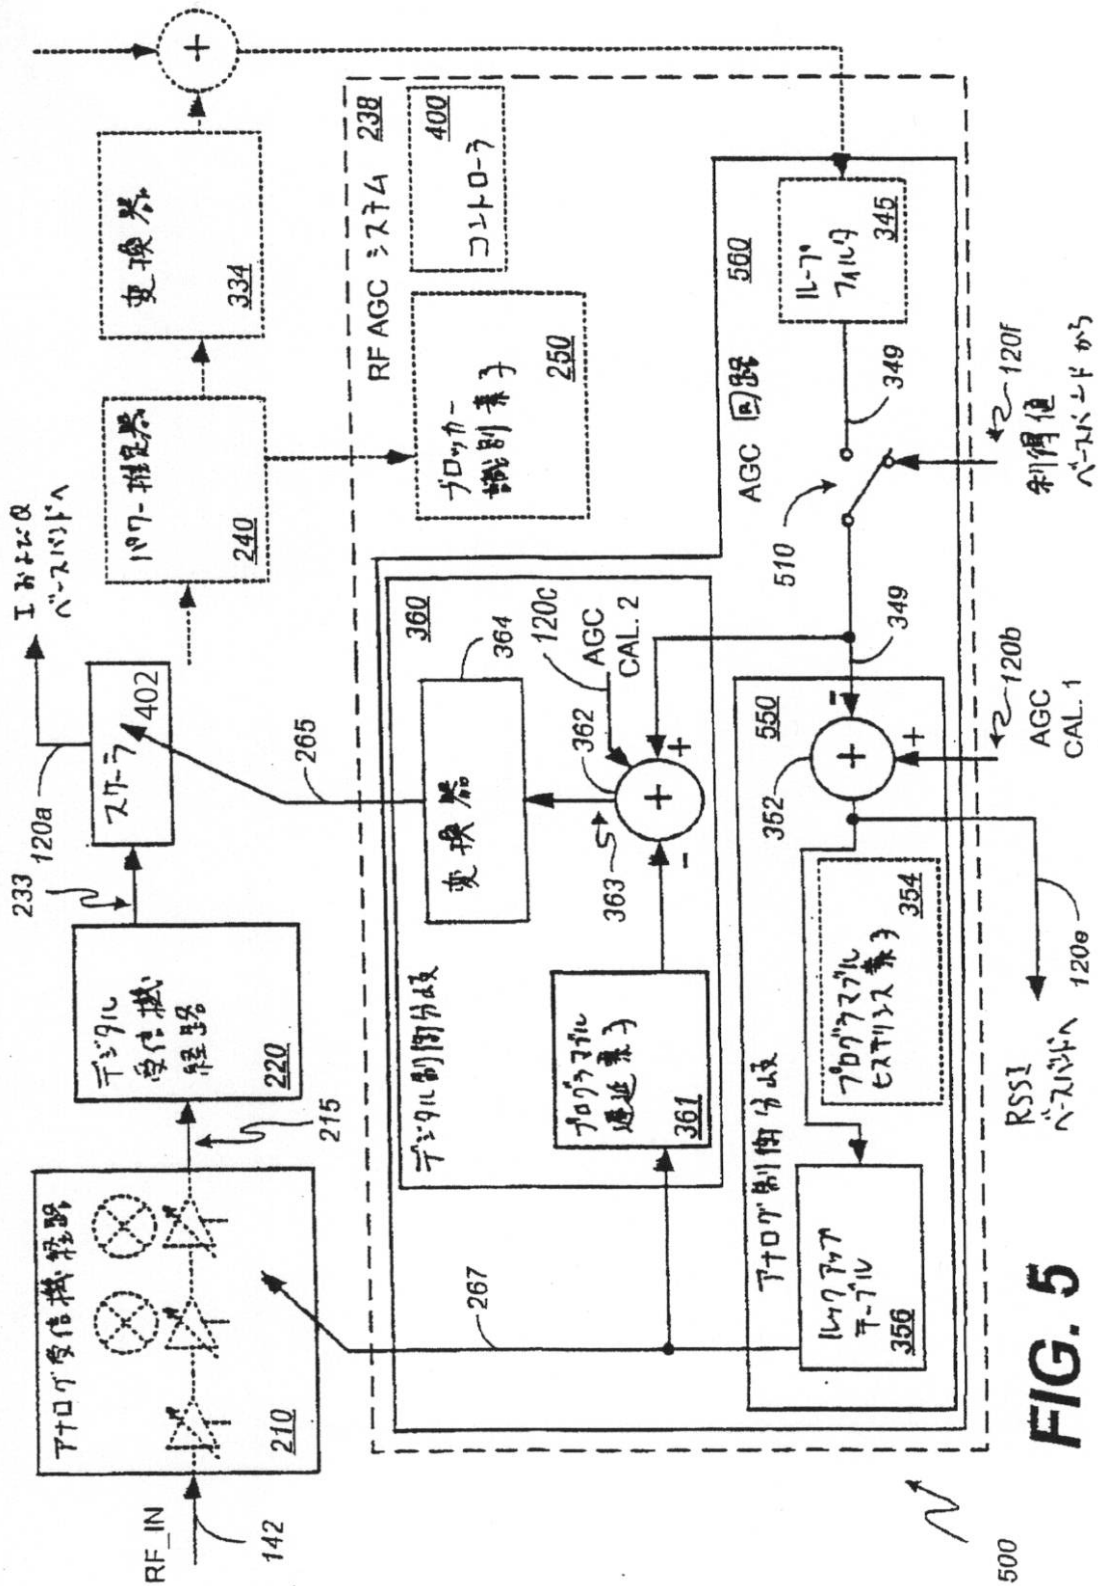 RF_IN
142
アナログ受信機経路
210
215
デジタル
受信機
経路
220
233
スケーラ
402
120a
I および Q
ベースバンドへ
パワー推定器
240
変換器
334
+
RF AGC システム 238
コントローラ
400
ブロッカー
識別素子
250
265
267
デジタル制御分岐
360
変換器
364
363
362
+
+
-
120c
AGC
CAL. 2
プログラマブル
遅延素子
361
AGC 回路
560
ループ
フィルタ
345
349
510
349
120f
利得値
ベースバンドから
アナログ制御分岐
550
352
+
-
+
120b
AGC
CAL. 1
プログラマブル
ヒステリシス素子
354
ルックアップ
テーブル
356
RSSI
ベースバンドへ
120e
500
FIG. 5